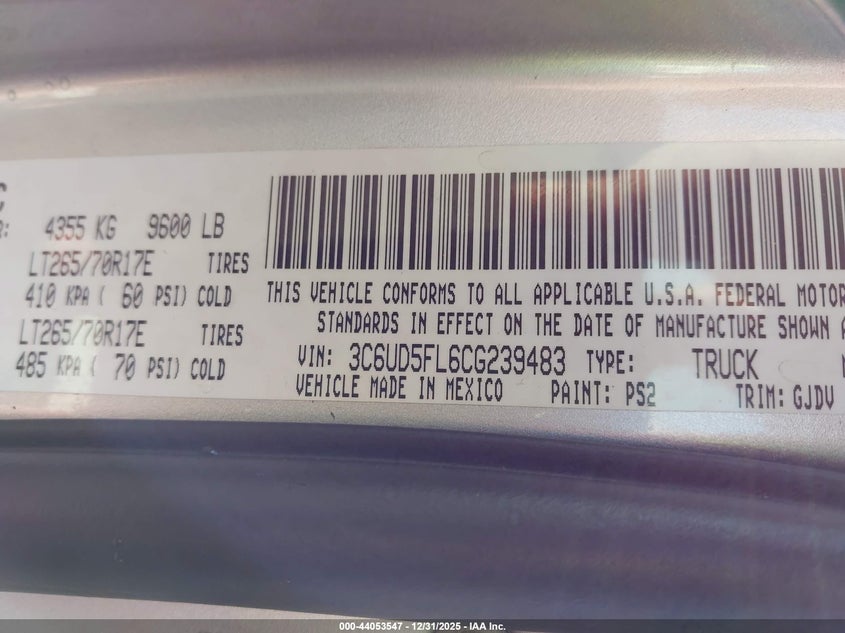 4355 KG 9600 LB
LT265/70R17E TIRES
410 KPA ( 60 PSI) COLD
LT265/70R17E TIRES
485 KPA ( 70 PSI) COLD
THIS VEHICLE CONFORMS TO ALL APPLICABLE U.S.A. FEDERAL MOTOR
STANDARDS IN EFFECT ON THE DATE OF MANUFACTURE SHOWN
VIN: 3C6UD5FL6CG239483 TYPE: TRUCK
VEHICLE MADE IN MEXICO PAINT: PS2 TRIM: GJDV
000-44053547 - 12/31/2025 - IAA Inc.